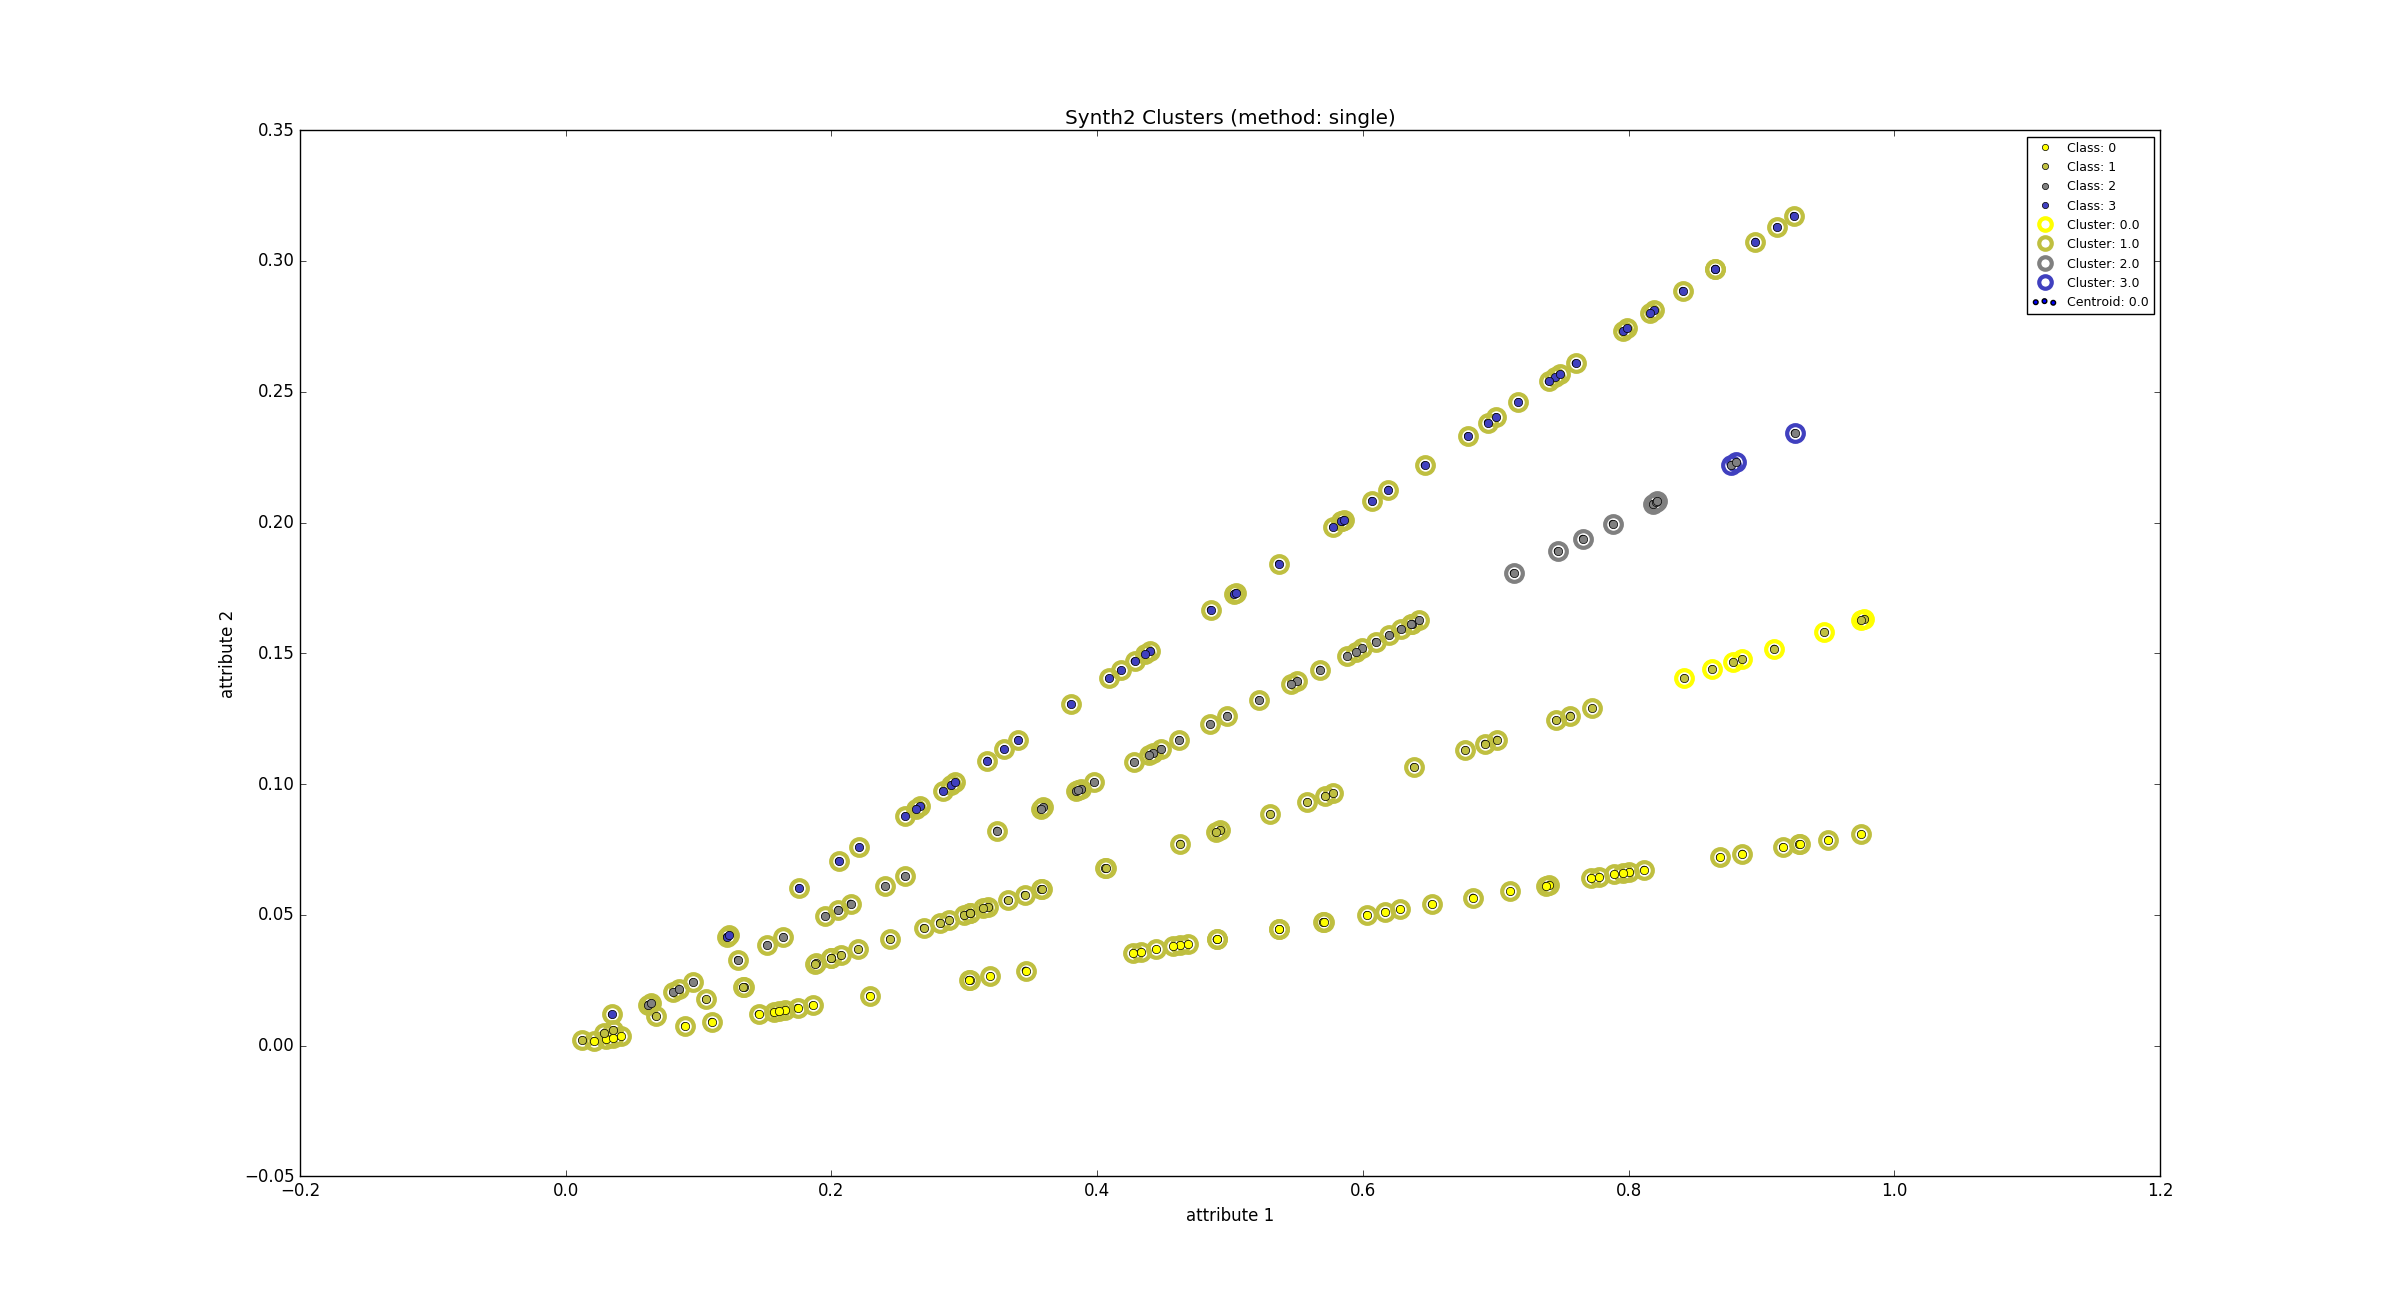 Synth2 Clusters (method: single)
0.35
0.30
0.25
0.20
0.15
0.10
0.05
0.00
−0.05
attribute 2
−0.2
0.0
0.2
0.4
0.6
0.8
1.0
1.2
attribute 1
Class: 0
Class: 1
Class: 2
Class: 3
Cluster: 0.0
Cluster: 1.0
Cluster: 2.0
Cluster: 3.0
Centroid: 0.0